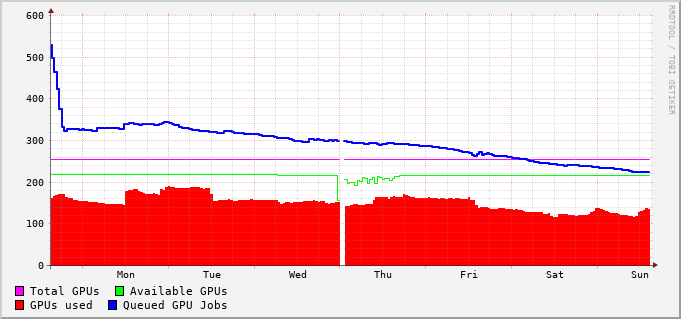 RRDTOOL / TOBI OETIKER
600
500
400
300
200
100
0
Mon Tue Wed Thu Fri Sat Sun
Total GPUs Available GPUs
GPUs used Queued GPU Jobs